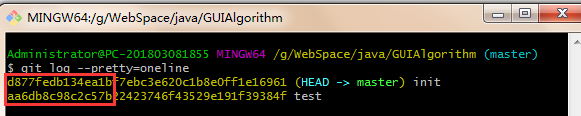 MINGW64:/g/WebSpace/java/GUIAlgorithm
Administrator@PC-201803081855 MINGW64 /g/WebSpace/java/GUIAlgorithm (master)
$ git log --pretty=oneline
d877fedb134ea1bf7ebc3e620c1b8e0ff1e16961 (HEAD -> master) init
aa6db8c98c2c57b22423746f43529e191f39384f test